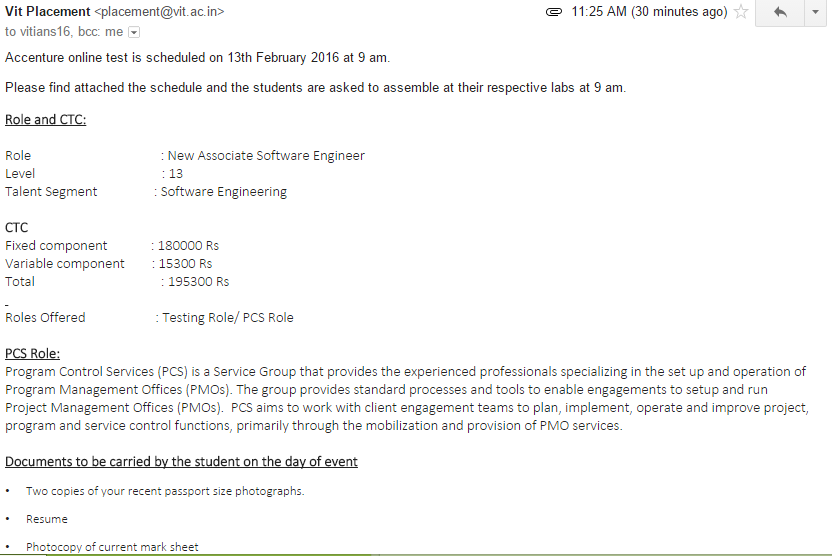 Vit Placement <placement@vit.ac.in> 11:25 AM (30 minutes ago)
to vitians16, bcc: me
Accenture online test is scheduled on 13th February 2016 at 9 am.
Please find attached the schedule and the students are asked to assemble at their respective labs at 9 am.
Role and CTC:
Role : New Associate Software Engineer
Level : 13
Talent Segment : Software Engineering
CTC
Fixed component : 180000 Rs
Variable component : 15300 Rs
Total : 195300 Rs
-
Roles Offered : Testing Role/ PCS Role
PCS Role:
Program Control Services (PCS) is a Service Group that provides the experienced professionals specializing in the set up and operation of
Program Management Offices (PMOs). The group provides standard processes and tools to enable engagements to setup and run
Project Management Offices (PMOs). PCS aims to work with client engagement teams to plan, implement, operate and improve project,
program and service control functions, primarily through the mobilization and provision of PMO services.
Documents to be carried by the student on the day of event
• Two copies of your recent passport size photographs.
• Resume
• Photocopy of current mark sheet